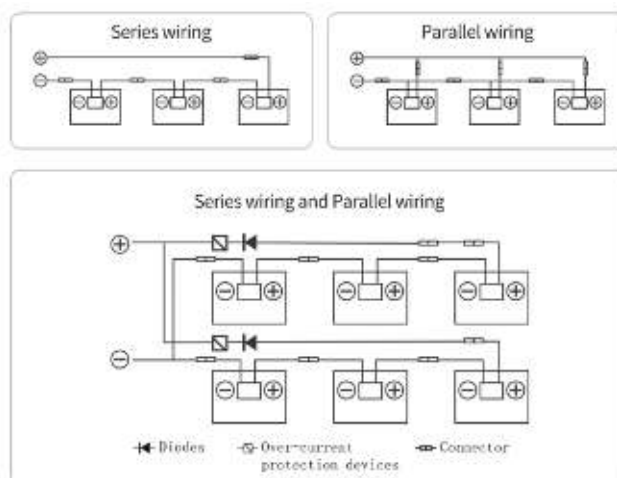 Series wiring
Parallel wiring
Series wiring and Parallel wiring
Diodes
Over-current
protection devices
Connector